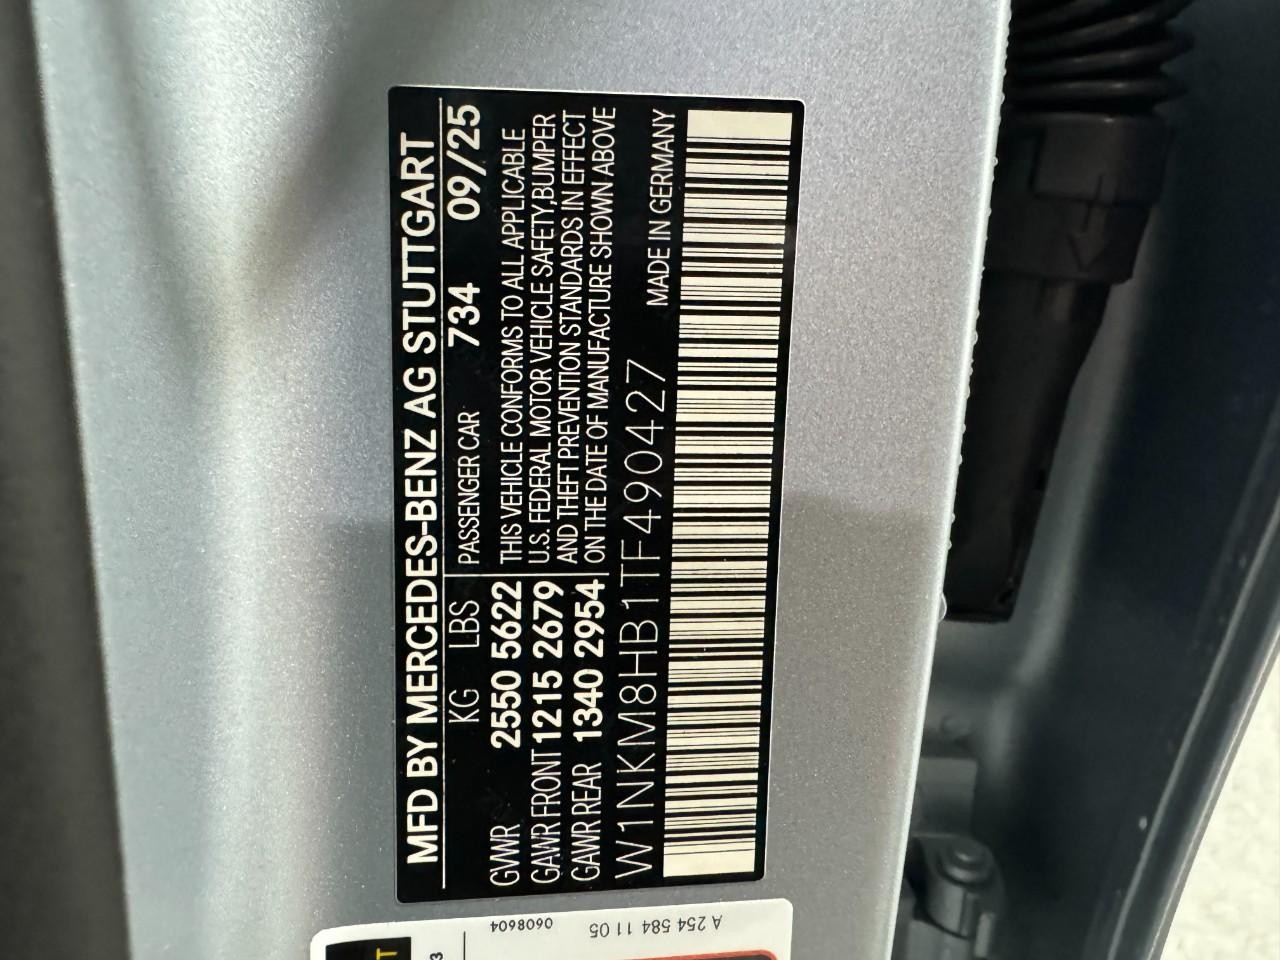 MFD BY MERCEDES-BENZ AG STUTTGART
KG LBS PASSENGER CAR 734 09/25
GVWR 2550 5622
GAWR FRONT 1215 2679
GAWR REAR 1340 2954
THIS VEHICLE CONFORMS TO ALL APPLICABLE
U.S. FEDERAL MOTOR VEHICLE SAFETY,BUMPER
AND THEFT PREVENTION STANDARDS IN EFFECT
ON THE DATE OF MANUFACTURE SHOWN ABOVE
W1NKM8HB1TF490427
MADE IN GERMANY
A 254 584 11 05
0608604